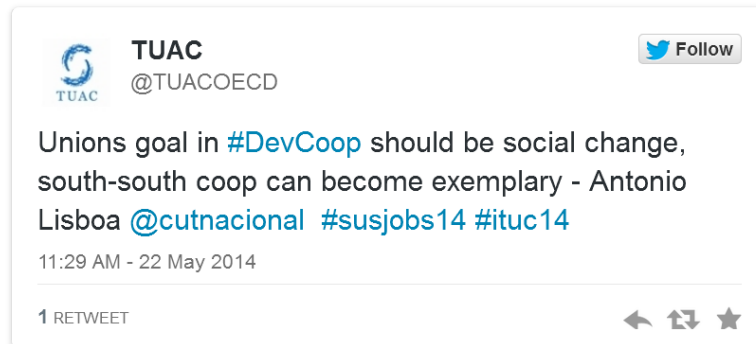 TUAC
TUAC
Follow
@TUACOECD
Unions goal in #DevCoop should be social change,
south-south coop can become exemplary - Antonio
Lisboa @cutnacional #susjobs14 #ituc14
11:29 AM - 22 May 2014
1 RETWEET